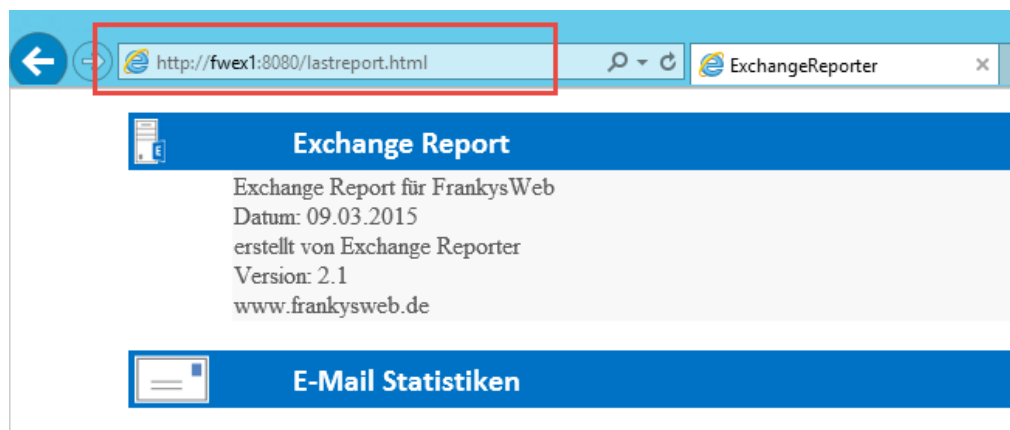 http://fwex1:8080/lastreport.html
ExchangeReporter
Exchange Report
Exchange Report für FrankysWeb
Datum: 09.03.2015
erstellt von Exchange Reporter
Version: 2.1
www.frankysweb.de
E-Mail Statistiken